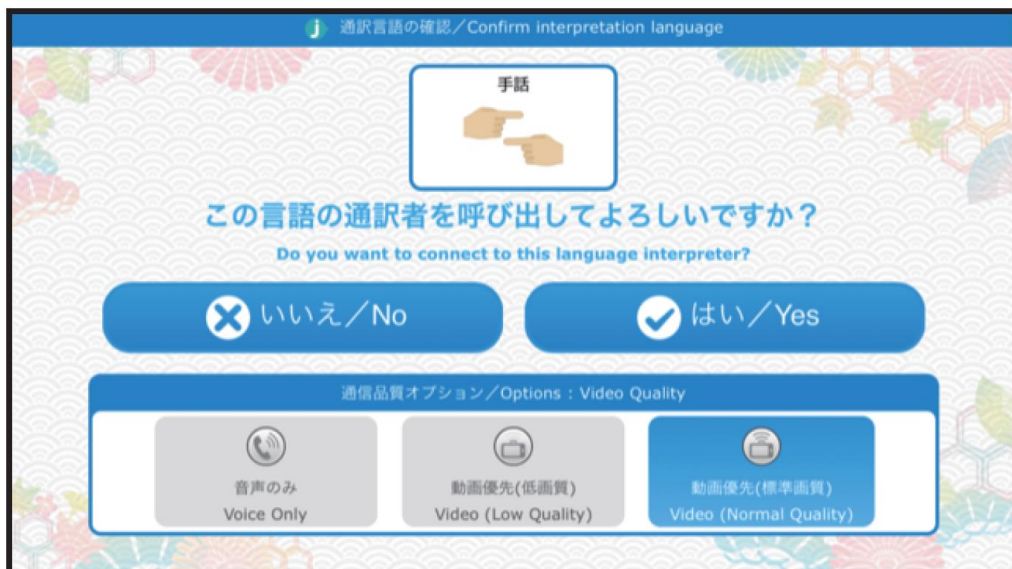 j 通訳言語の確認／Confirm interpretation language
手話
この言語の通訳者を呼び出してよろしいですか？
Do you want to connect to this language interpreter?
いいえ／No
はい／Yes
通信品質オプション／Options : Video Quality
音声のみ
Voice Only
動画優先(低画質)
Video (Low Quality)
動画優先(標準画質)
Video (Normal Quality)